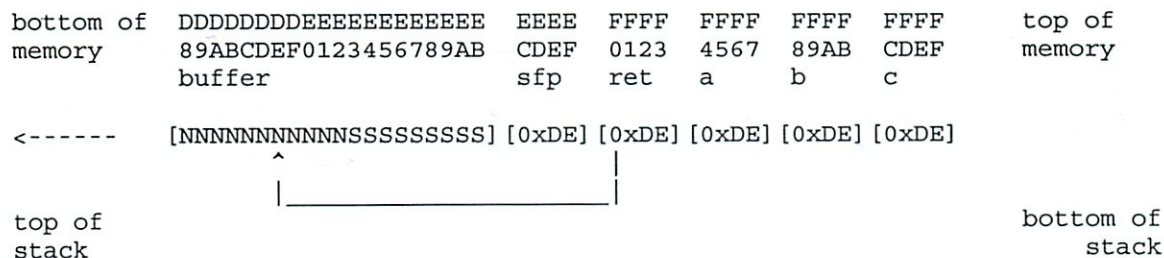 bottom of DDDDDDDDEEEEEEEEEEEE EEEE FFFF FFFF FFFF FFFF top of
memory 89ABCDEF0123456789AB CDEF 0123 4567 89AB CDEF memory
buffer sfp ret a b c
<------ [NNNNNNNNNNNSSSSSSSSS] [0xDE] [0xDE] [0xDE] [0xDE] [0xDE]
^ |
|____________________________|
top of bottom of
stack stack